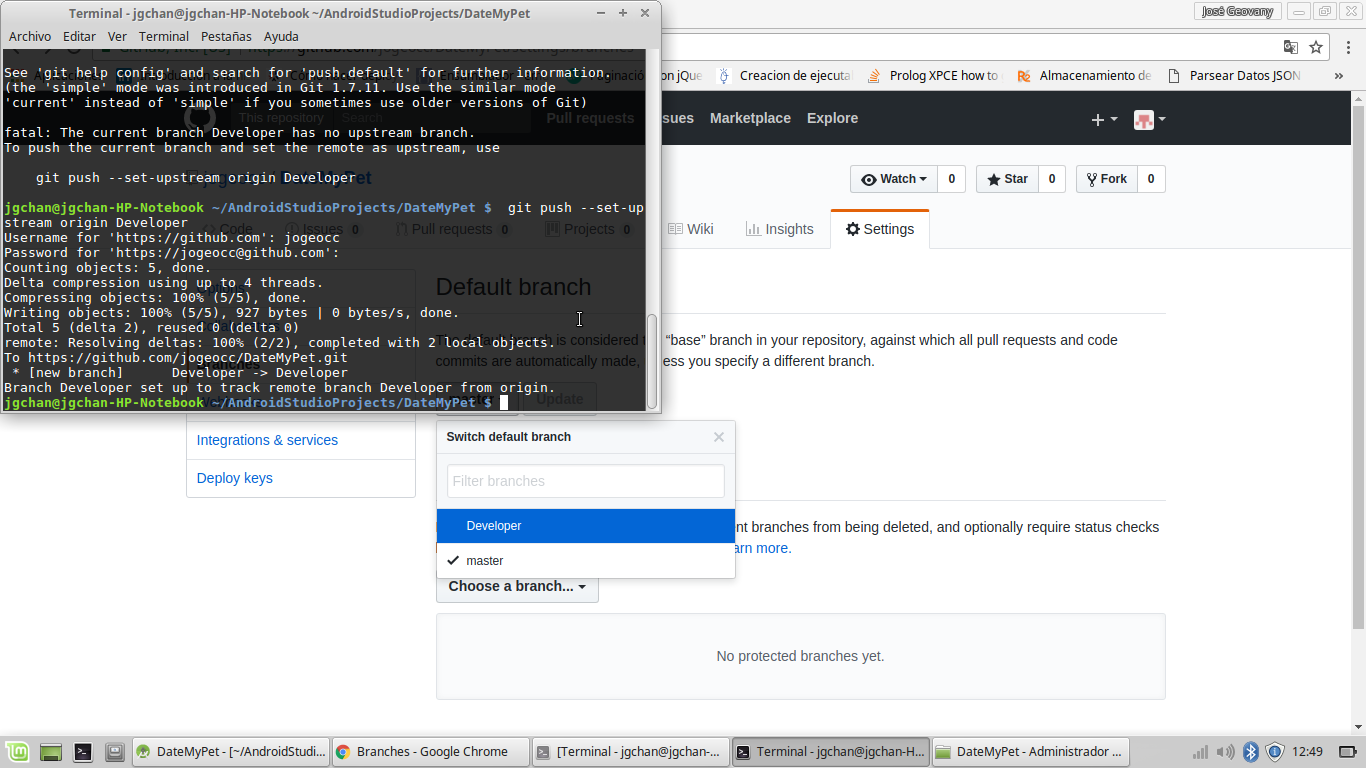 Terminal - jgchan@jgchan-HP-Notebook ~/AndroidStudioProjects/DateMyPet
José Geovany
Archivo Editar Ver Terminal Pestañas Ayuda
See 'git help config' and search for 'push.default' for further information.
(the 'simple' mode was introduced in Git 1.7.11. Use the similar mode
'current' instead of 'simple' if you sometimes use older versions of Git)
fatal: The current branch Developer has no upstream branch.
To push the current branch and set the remote as upstream, use
git push --set-upstream origin Developer
jgchan@jgchan-HP-Notebook ~/AndroidStudioProjects/DateMyPet $  git push --set-up
stream origin Developer
Username for 'https://github.com': jogeocc
Password for 'https://jogeocc@github.com':
Counting objects: 5, done.
Delta compression using up to 4 threads.
Compressing objects: 100% (5/5), done.
Writing objects: 100% (5/5), 927 bytes | 0 bytes/s, done.
Total 5 (delta 2), reused 0 (delta 0)
remote: Resolving deltas: 100% (2/2), completed with 2 local objects.
To https://github.com/jogeocc/DateMyPet.git
* [new branch]      Developer -> Developer
Branch Developer set up to track remote branch Developer from origin.
jgchan@jgchan-HP-Notebook ~/AndroidStudioProjects/DateMyPet $
jQue Creacion de ejecuta Prolog XPCE how to Almacenamiento de Parsear Datos JSON »
This repository Search Pull requests Issues Marketplace Explore
DateMyPet Watch 0 Star 0 Fork 0
Code Issues 0 Pull requests 0 Projects 0 Wiki Insights Settings
Default branch
The default branch is considered “base” branch in your repository, against which all pull requests and code
commits are automatically made, ess you specify a different branch.
master Update
Branches
Integrations & services
Deploy keys
Switch default branch
Filter branches
Developer
master
nt branches from being deleted, and optionally require status checks
arn more.
Choose a branch...
No protected branches yet.
DateMyPet - [~/AndroidStudi...
Branches - Google Chrome
[Terminal - jgchan@jgchan-...
Terminal - jgchan@jgchan-H...
DateMyPet - Administrador ...
12:49